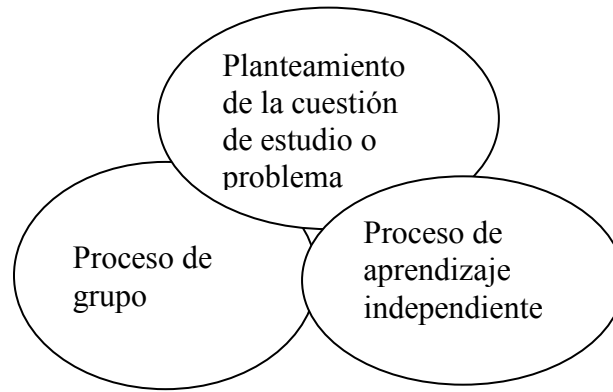 Planteamiento
de la cuestión
de estudio o
problema
Proceso de
grupo
Proceso de
aprendizaje
independiente